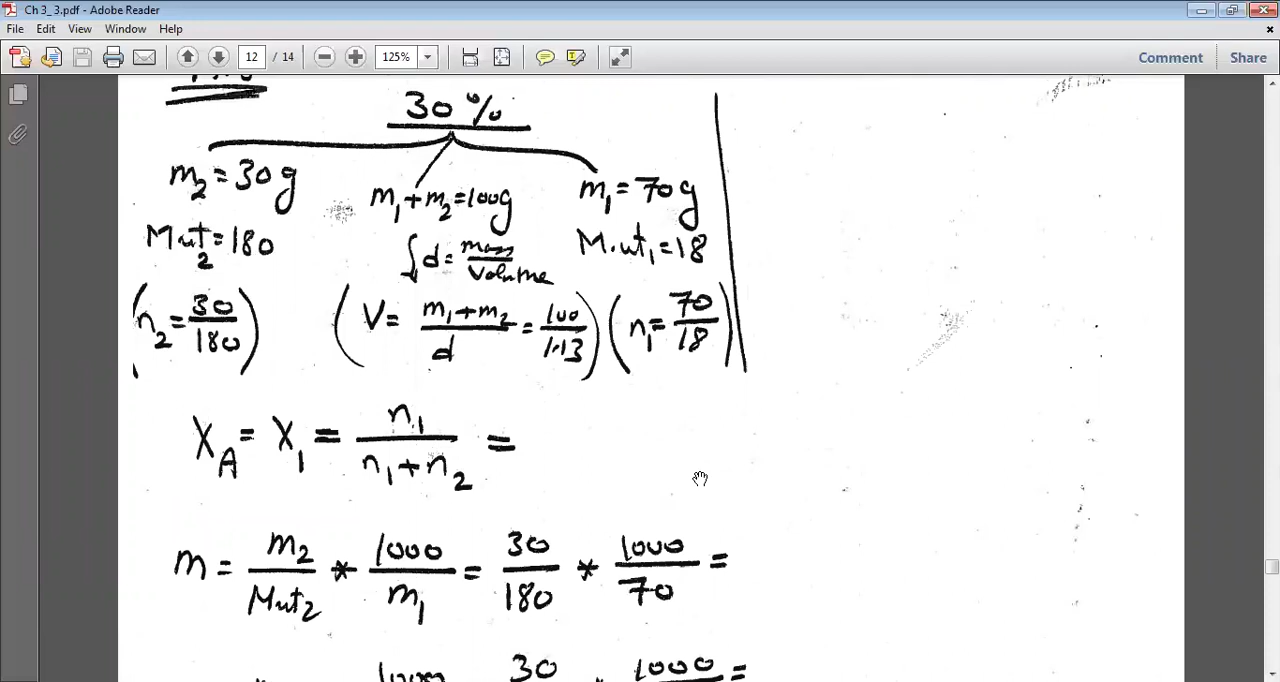 Ch 3_3.pdf - Adobe Reader
File Edit View Window Help
12 / 14 125% Comment Share
30 %
m2 = 30 g m1 + m2 = 100 g m1 = 70 g
M.wt2 = 180 d = mass / Volume M.wt1 = 18
(n2 = 30 / 180) (V = m1 + m2 / d = 100 / 1.13) (n1 = 70 / 18)
XA = X1 = n1 / n1 + n2 =
m = m2 / M.wt2 * 1000 / m1 = 30 / 180 * 1000 / 70 =
* 1000 30 * 1000 =